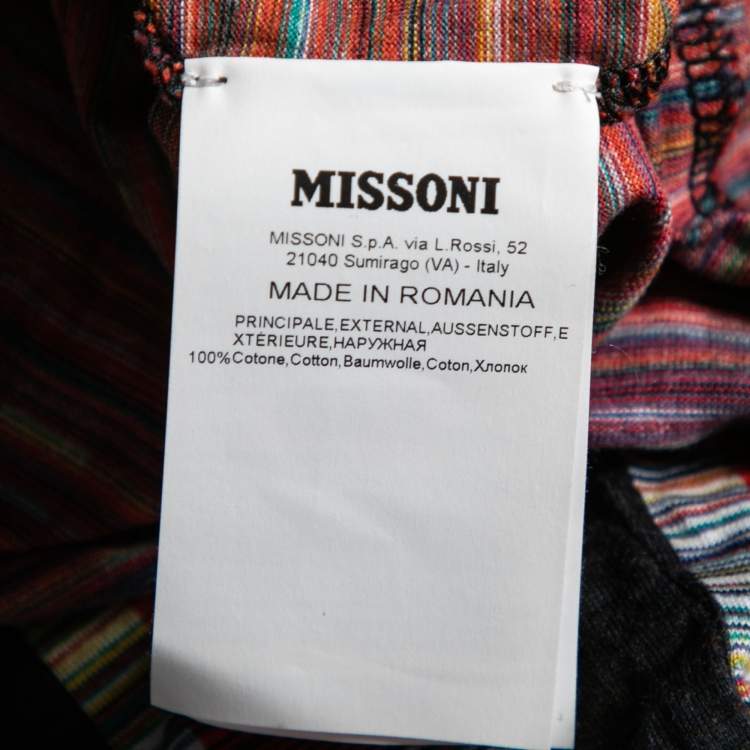 MISSONI
MISSONI S.p.A. via L.Rossi, 52
21040 Sumirago (VA) - Italy
MADE IN ROMANIA
PRINCIPALE,EXTERNAL,AUSSENSTOFF,E
XTÉRIEURE,НАРУЖНАЯ
100%Cotone,Cotton,Baumwolle,Coton,Хлопок